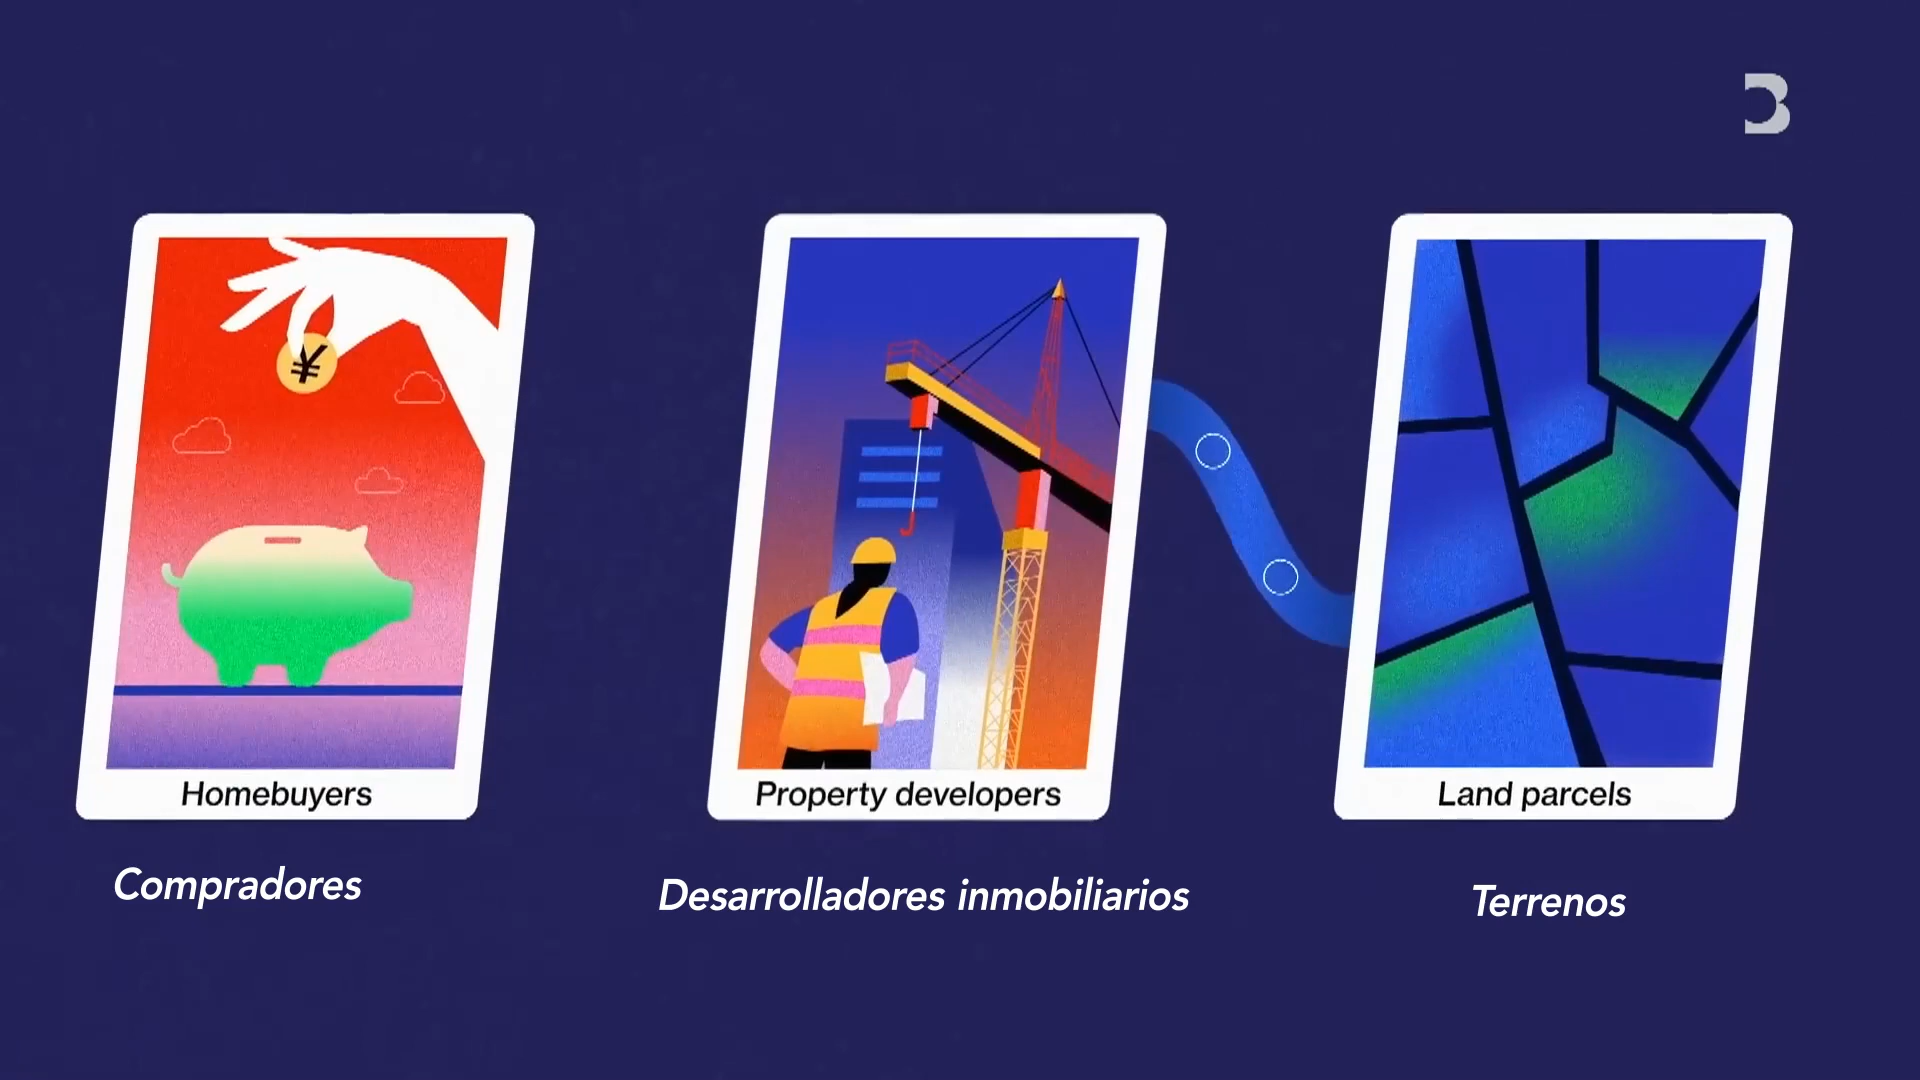 ¥
Homebuyers
Property developers
Land parcels
Compradores
Desarrolladores inmobiliarios
Terrenos